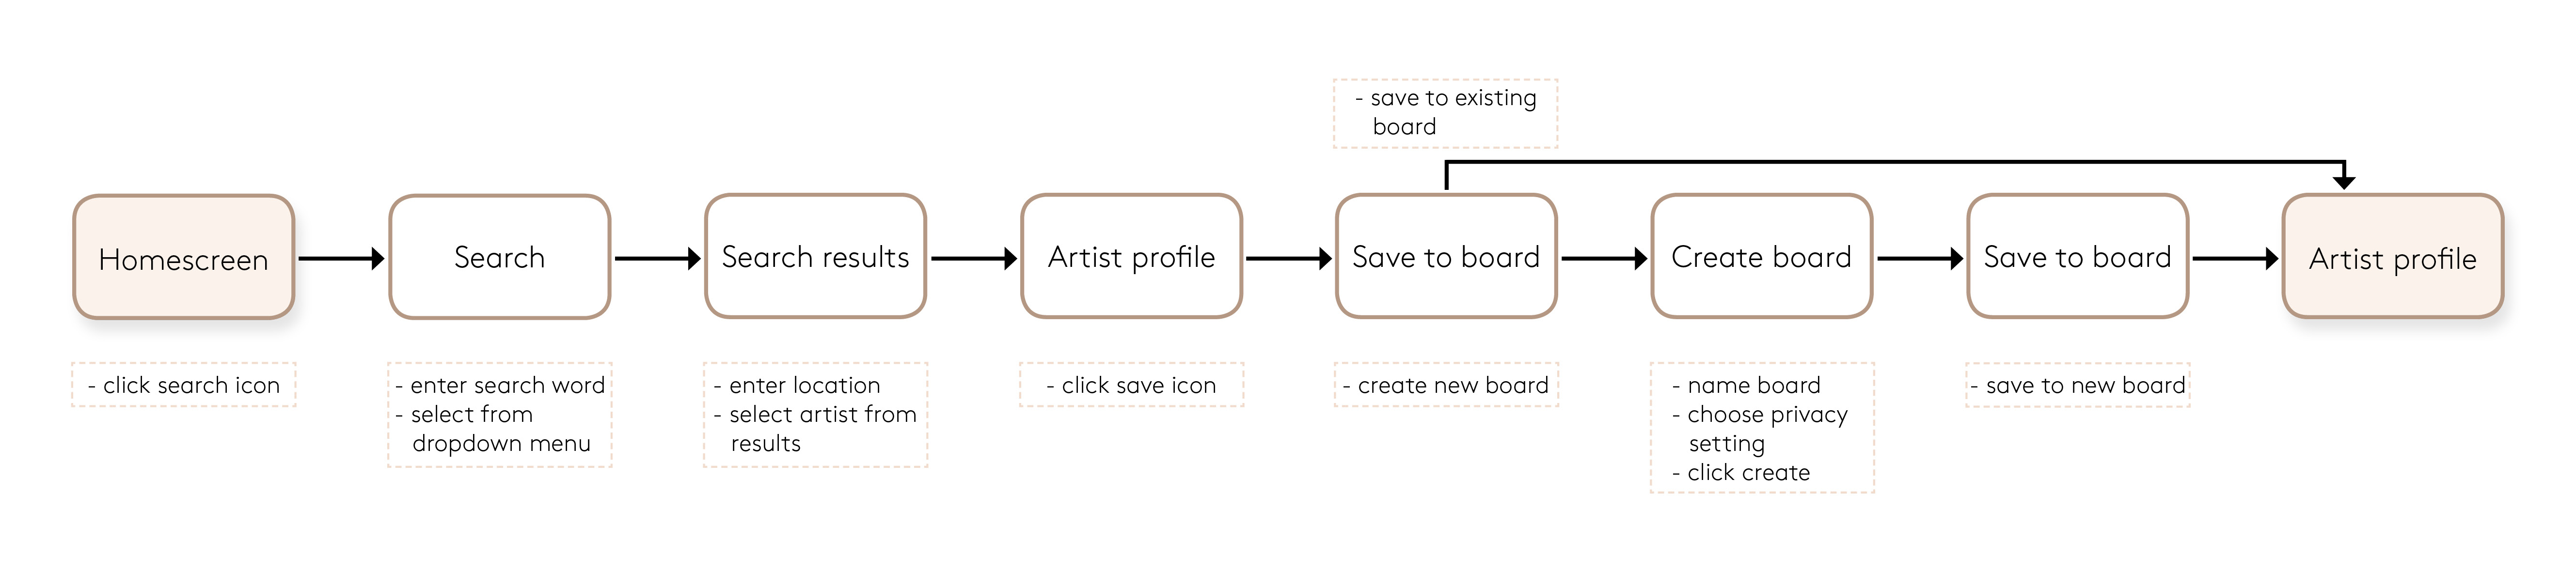 - save to existing
board
Homescreen
Search
Search results
Artist profile
Save to board
Create board
Save to board
Artist profile
- click search icon
- enter search word
- select from
dropdown menu
- enter location
- select artist from
results
- click save icon
- create new board
- name board
- choose privacy
setting
- click create
- save to new board